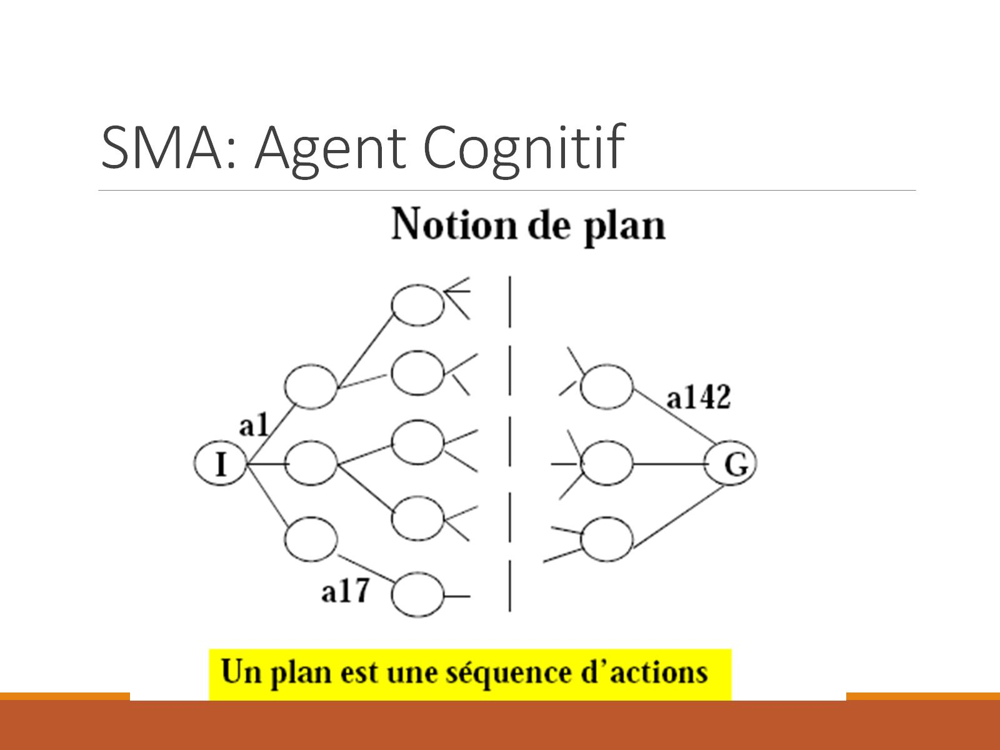 SMA: Agent Cognitif
Notion de plan
a142
a1
I
G
a17
Un plan est une séquence d'actions